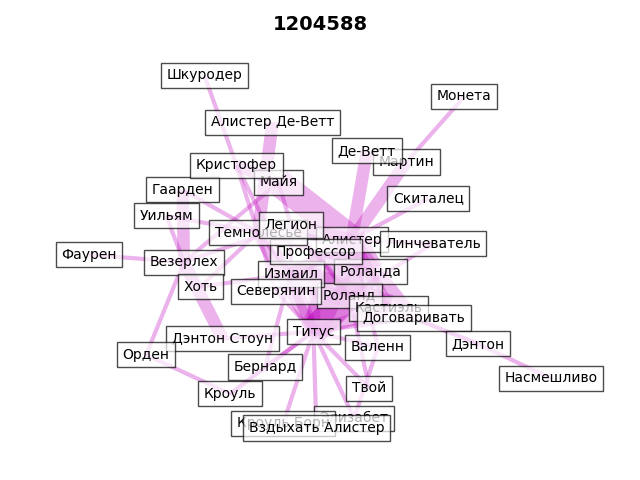 1204588
Шкуродер
Монета
Алистер Де-Ветт
Де-Ветт
Мартин
Кристофер
Майя
Гаарден
Скиталец
Уильям
Легион
Темнолесье
Алистер
Линчеватель
Профессор
Фаурен
Везерлех
Измаил
Роланда
Хоть
Северянин
Роланд
Кастиэль
Договаривать
Титус
Дэнтон Стоун
Валенн
Дэнтон
Орден
Бернард
Насмешливо
Кроуль
Твой
Элизабет
Кроуль Берн
Вздыхать Алистер